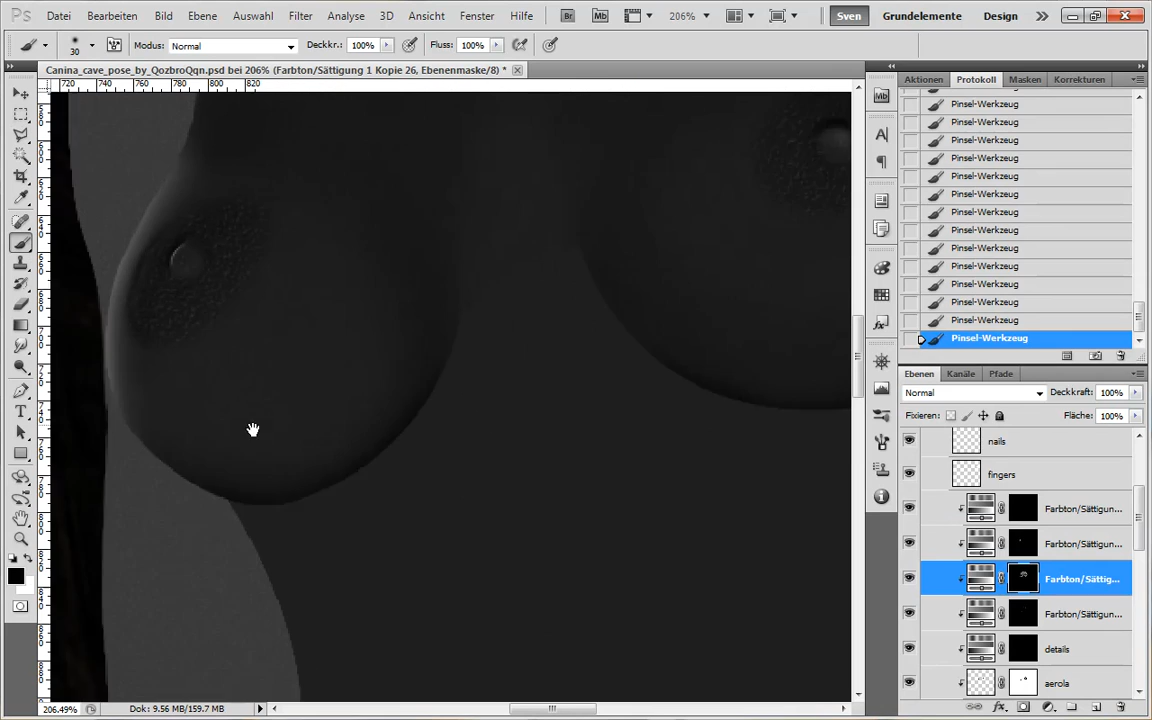 Ps Datei Bearbeiten Bild Ebene Auswahl Filter Analyse 3D Ansicht Fenster Hilfe Br Mb 206% Sven Grundelemente Design
30 Modus: Normal Deckkr.: 100% Fluss: 100%
Canina_cave_pose_by_QozbroQqn.psd bei 206% (Farbton/Sättigung 1 Kopie 26, Ebenenmaske/8) *
Aktionen Protokoll Masken Korrekturen
720 740 760 780 800 820
Pinsel-Werkzeug
Pinsel-Werkzeug
Pinsel-Werkzeug
Pinsel-Werkzeug
Pinsel-Werkzeug
Pinsel-Werkzeug
Pinsel-Werkzeug
Pinsel-Werkzeug
Pinsel-Werkzeug
Pinsel-Werkzeug
Pinsel-Werkzeug
Pinsel-Werkzeug
Pinsel-Werkzeug
Pinsel-Werkzeug
Ebenen Kanäle Pfade
Normal Deckkraft: 100%
Fixieren: Fläche: 100%
nails
fingers
Farbton/Sättigun...
Farbton/Sättigun...
Farbton/Sättig...
Farbton/Sättigun...
details
aerola
206.49% Dok: 9.56 MB/159.7 MB